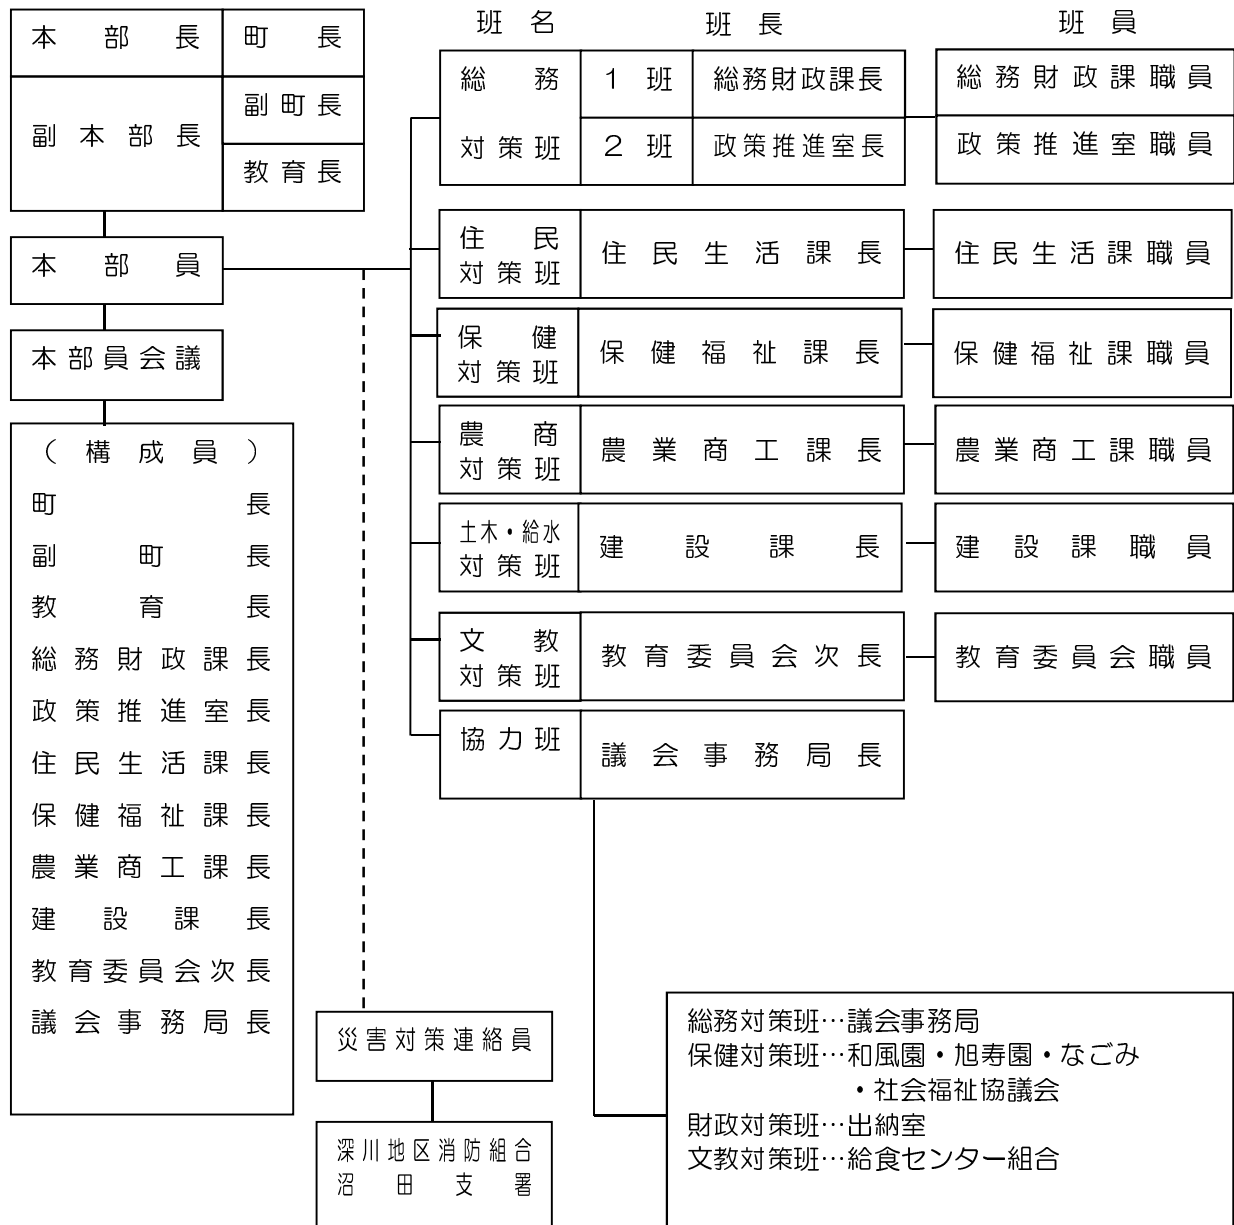 本部長 町長
副本部長 副町長
教育長
本部員
本部員会議
（構成員）
町長
副町長
教育長
総務財政課長
政策推進室長
住民生活課長
保健福祉課長
農業商工課長
建設課長
教育委員会次長
議会事務局長
班名 班長 班員
総務 1班 総務財政課長 総務財政課職員
対策班 2班 政策推進室長 政策推進室職員
住民
対策班 住民生活課長 住民生活課職員
保健
対策班 保健福祉課長 保健福祉課職員
農商
対策班 農業商工課長 農業商工課職員
土木・給水
対策班 建設課長 建設課職員
文教
対策班 教育委員会次長 教育委員会職員
協力班 議会事務局長
災害対策連絡員
深川地区消防組合
沼田支署
総務対策班…議会事務局
保健対策班…和風園・旭寿園・なごみ
・社会福祉協議会
財政対策班…出納室
文教対策班…給食センター組合